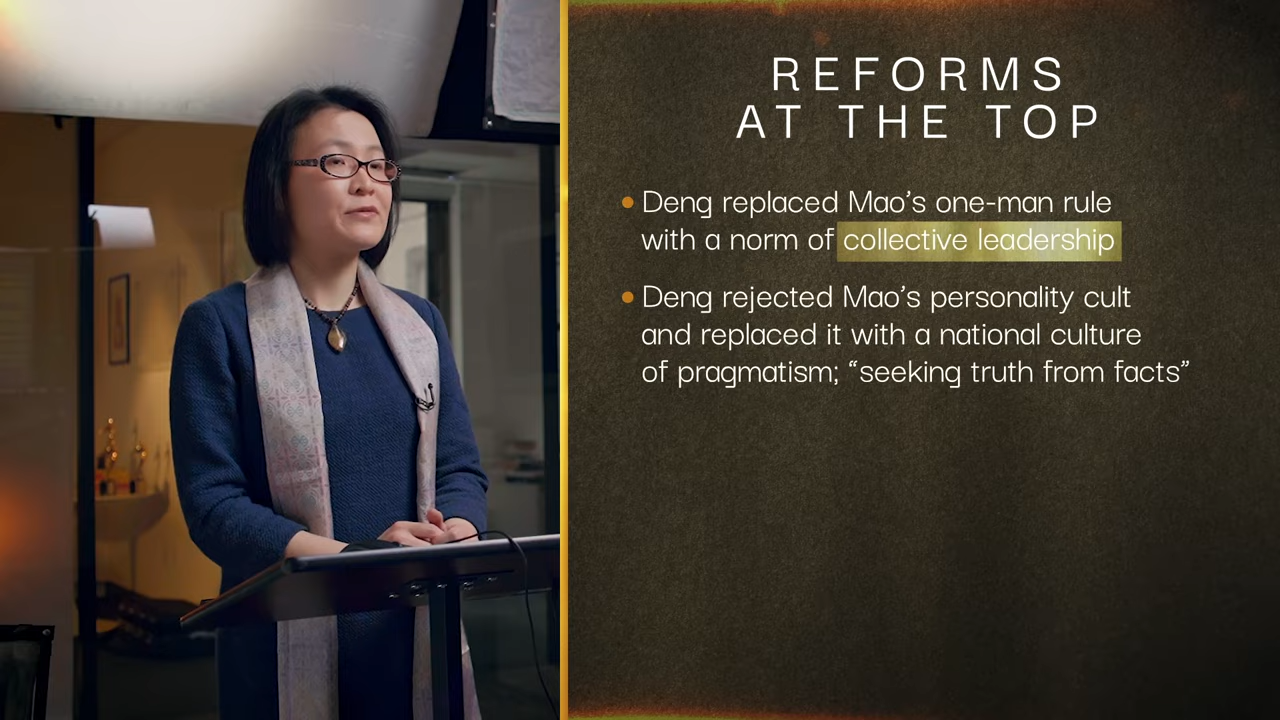 REFORMS
AT THE TOP
• Deng replaced Mao’s one-man rule
with a norm of collective leadership
• Deng rejected Mao’s personality cult
and replaced it with a national culture
of pragmatism; “seeking truth from facts”